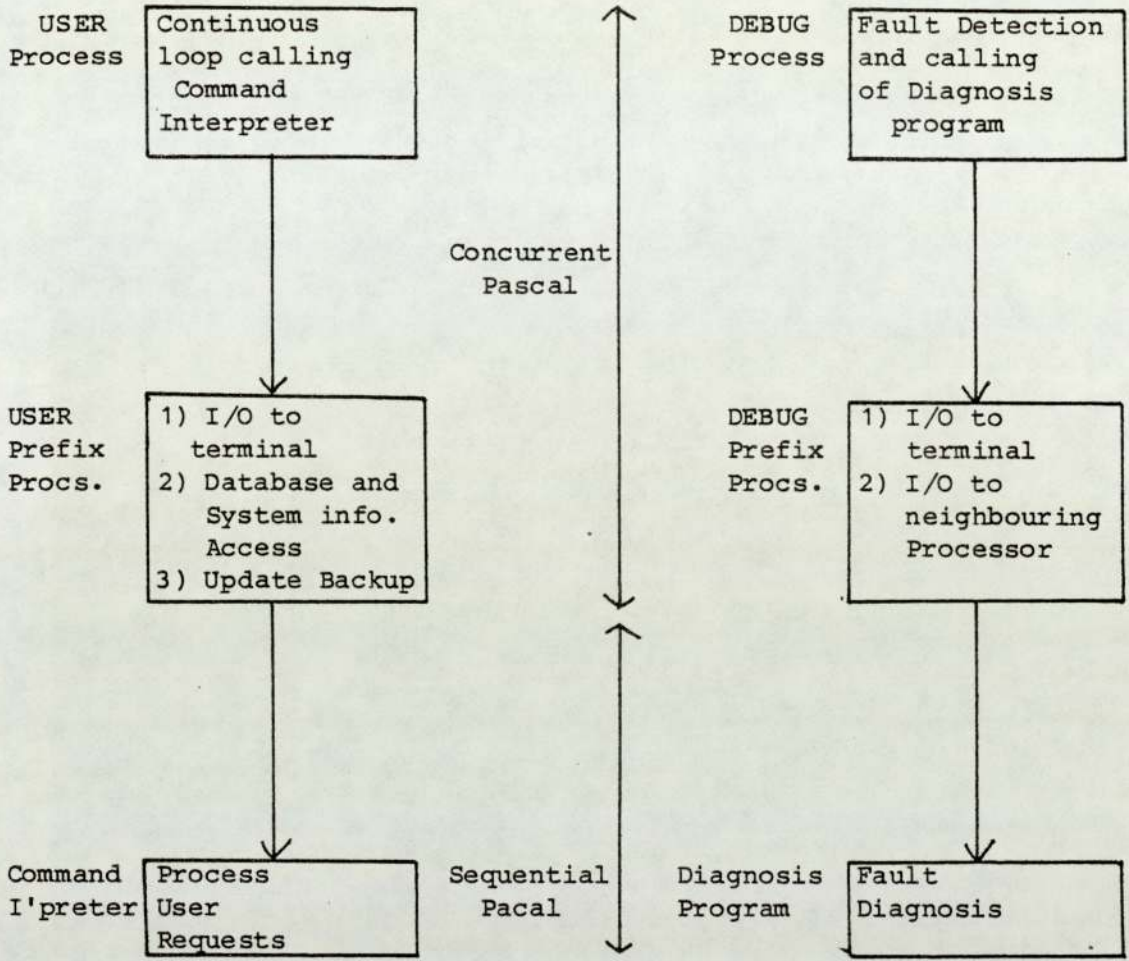 USER
Process
Continuous
loop calling
Command
Interpreter
DEBUG
Process
Fault Detection
and calling
of Diagnosis
program
Concurrent
Pascal
USER
Prefix
Procs.
1) I/O to
terminal
2) Database and
System info.
Access
3) Update Backup
DEBUG
Prefix
Procs.
1) I/O to
terminal
2) I/O to
neighbouring
Processor
Command
I'preter
Process
User
Requests
Sequential
Pacal
Diagnosis
Program
Fault
Diagnosis